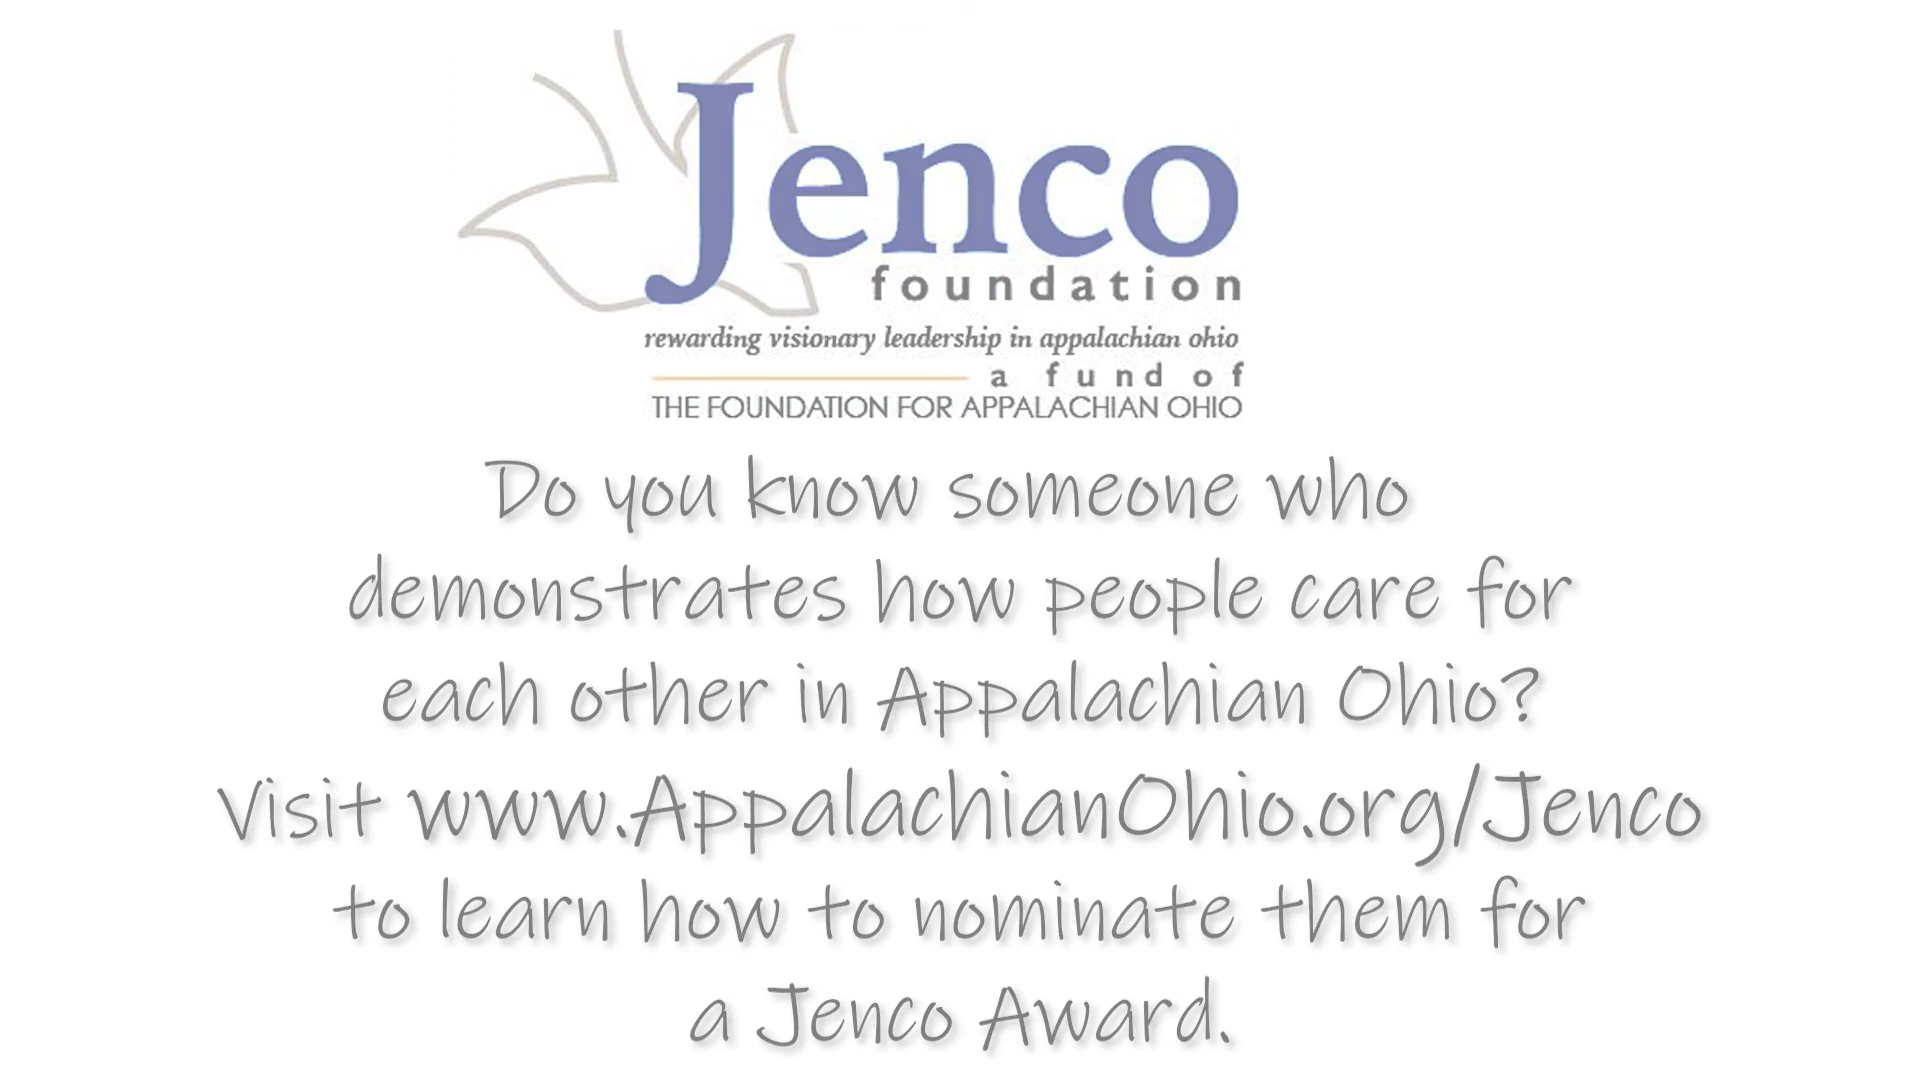 Jenco
foundation
rewarding visionary leadership in appalachian ohio
a fund of
THE FOUNDATION FOR APPALACHIAN OHIO
Do you know someone who
demonstrates how people care for
each other in Appalachian Ohio?
Visit www.AppalachianOhio.org/Jenco
to learn how to nominate them for
a Jenco Award.